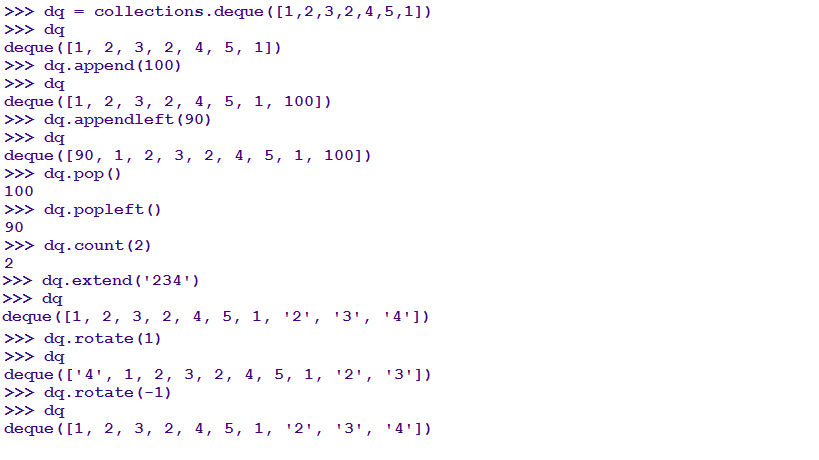 >>> dq = collections.deque([1,2,3,2,4,5,1])
>>> dq
deque([1, 2, 3, 2, 4, 5, 1])
>>> dq.append(100)
>>> dq
deque([1, 2, 3, 2, 4, 5, 1, 100])
>>> dq.appendleft(90)
>>> dq
deque([90, 1, 2, 3, 2, 4, 5, 1, 100])
>>> dq.pop()
100
>>> dq.popleft()
90
>>> dq.count(2)
2
>>> dq.extend('234')
>>> dq
deque([1, 2, 3, 2, 4, 5, 1, '2', '3', '4'])
>>> dq.rotate(1)
>>> dq
deque(['4', 1, 2, 3, 2, 4, 5, 1, '2', '3'])
>>> dq.rotate(-1)
>>> dq
deque([1, 2, 3, 2, 4, 5, 1, '2', '3', '4'])